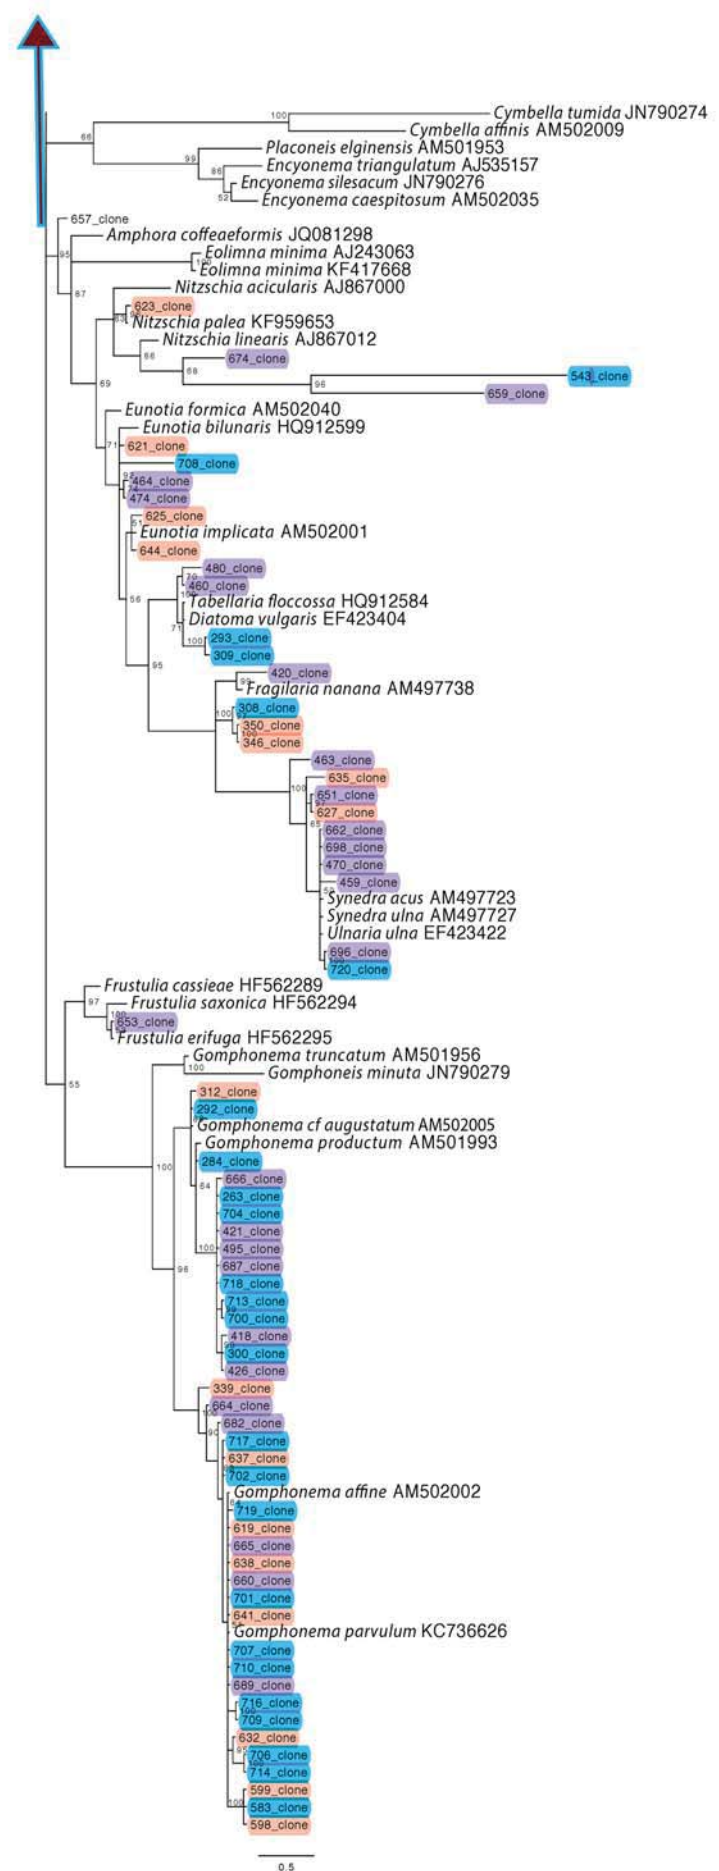 100
Cymbella tumida JN790274
66
Cymbella affinis AM502009
99
Placoneis elginensis AM501953
86
Encyonema triangulatum AJ535157
Encyonema silesacum JN790276
52
Encyonema caespitosum AM502035
657_clone
Amphora coffeaeformis JQ081298
95
Eolimna minima AJ243063
100
Eolimna minima KF417668
67
Nitzschia acicularis AJ867000
623_clone
Nitzschia palea KF959653
Nitzschia linearis AJ867012
66
674_clone
68
543_clone
69
96
659_clone
Eunotia formica AM502040
Eunotia bilunaris HQ912599
71
621_clone
708_clone
464_clone
474_clone
625_clone
Eunotia implicata AM502001
644_clone
480_clone
460_clone
56
Tabellaria floccossa HQ912584
Diatoma vulgaris EF423404
71
293_clone
100
309_clone
95
420_clone
99
Fragilaria nanana AM497738
308_clone
100
350_clone
346_clone
463_clone
635_clone
100
651_clone
627_clone
65
662_clone
698_clone
470_clone
459_clone
Synedra acus AM497723
Synedra ulna AM497727
Ulnaria ulna EF423422
696_clone
720_clone
Frustulia cassieae HF562289
97
Frustulia saxonica HF562294
653_clone
Frustulia erifuga HF562295
Gomphonema truncatum AM501956
100
Gomphoneis minuta JN790279
55
312_clone
292_clone
Gomphonema cf augustatum AM502005
Gomphonema productum AM501993
284_clone
100
666_clone
64
263_clone
704_clone
421_clone
100
495_clone
687_clone
98
718_clone
713_clone
700_clone
418_clone
300_clone
426_clone
339_clone
664_clone
682_clone
90
717_clone
637_clone
702_clone
Gomphonema affine AM502002
719_clone
619_clone
665_clone
638_clone
660_clone
701_clone
641_clone
Gomphonema parvulum KC736626
707_clone
710_clone
689_clone
716_clone
709_clone
632_clone
706_clone
714_clone
599_clone
100
583_clone
598_clone
0.5